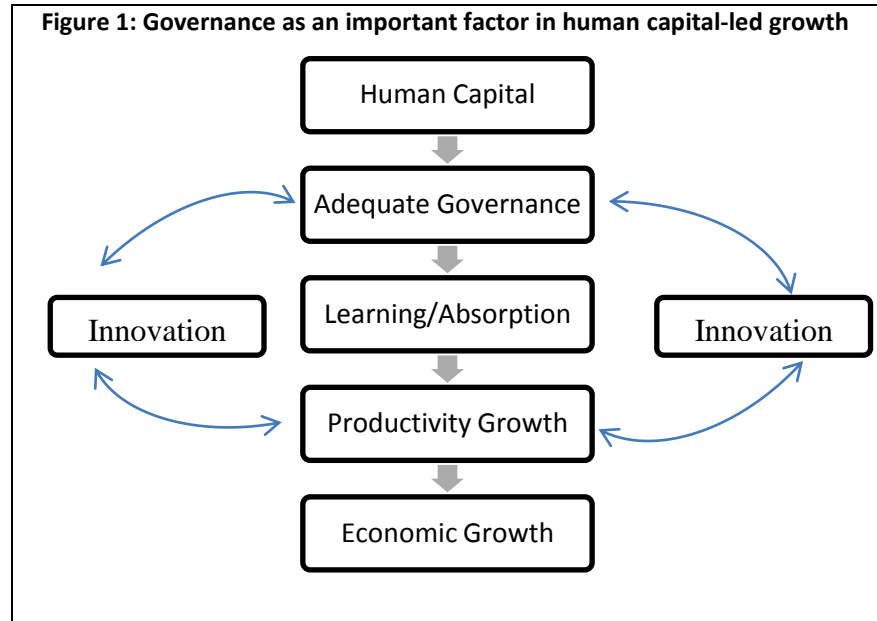 Figure 1: Governance as an important factor in human capital-led growth
Human Capital
Adequate Governance
Learning/Absorption
Innovation
Innovation
Productivity Growth
Economic Growth